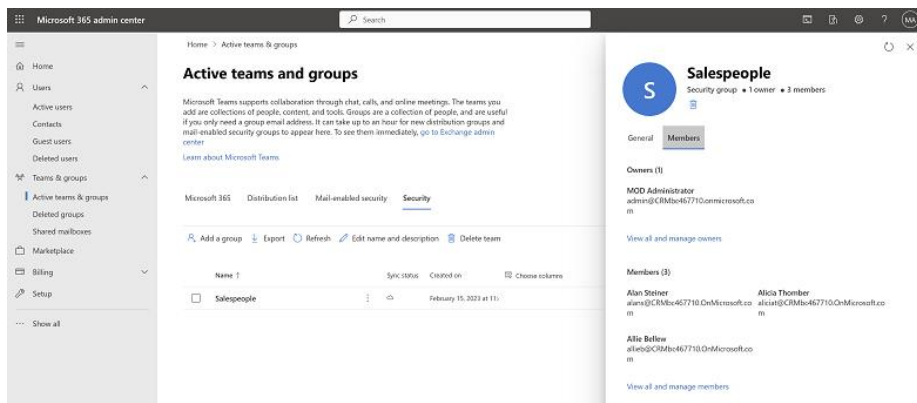 Microsoft 365 admin center
Search
?
MA
Home
Users
Active users
Contacts
Guest users
Deleted users
Teams & groups
Active teams & groups
Deleted groups
Shared mailboxes
Marketplace
Billing
Setup
Show all
Home > Active teams & groups
Active teams and groups
Microsoft Teams supports collaboration through chat, calls, and online meetings. The teams you
add are collections of people, content, and tools. Groups are a collection of people, and are useful
if you only need a group email address. It can take up to an hour for new distribution groups and
mail-enabled security groups to appear here. To see them immediately, go to Exchange admin
center
Learn about Microsoft Teams
Microsoft 365 Distribution list Mail-enabled security Security
Add a group Export Refresh Edit name and description Delete team
Name ↑ Sync status Created on Choose columns
Salespeople February 15, 2023 at 11:
S
Salespeople
Security group • 1 owner • 3 members
General Members
Owners (1)
MOD Administrator
admin@CRMbc467710.onmicrosoft.co
m
View all and manage owners
Members (3)
Alan Steiner
alans@CRMbc467710.OnMicrosoft.co
m
Alicia Thomber
aliciat@CRMbc467710.OnMicrosoft.co
m
Allie Bellew
allieb@CRMbc467710.OnMicrosoft.co
m
View all and manage members